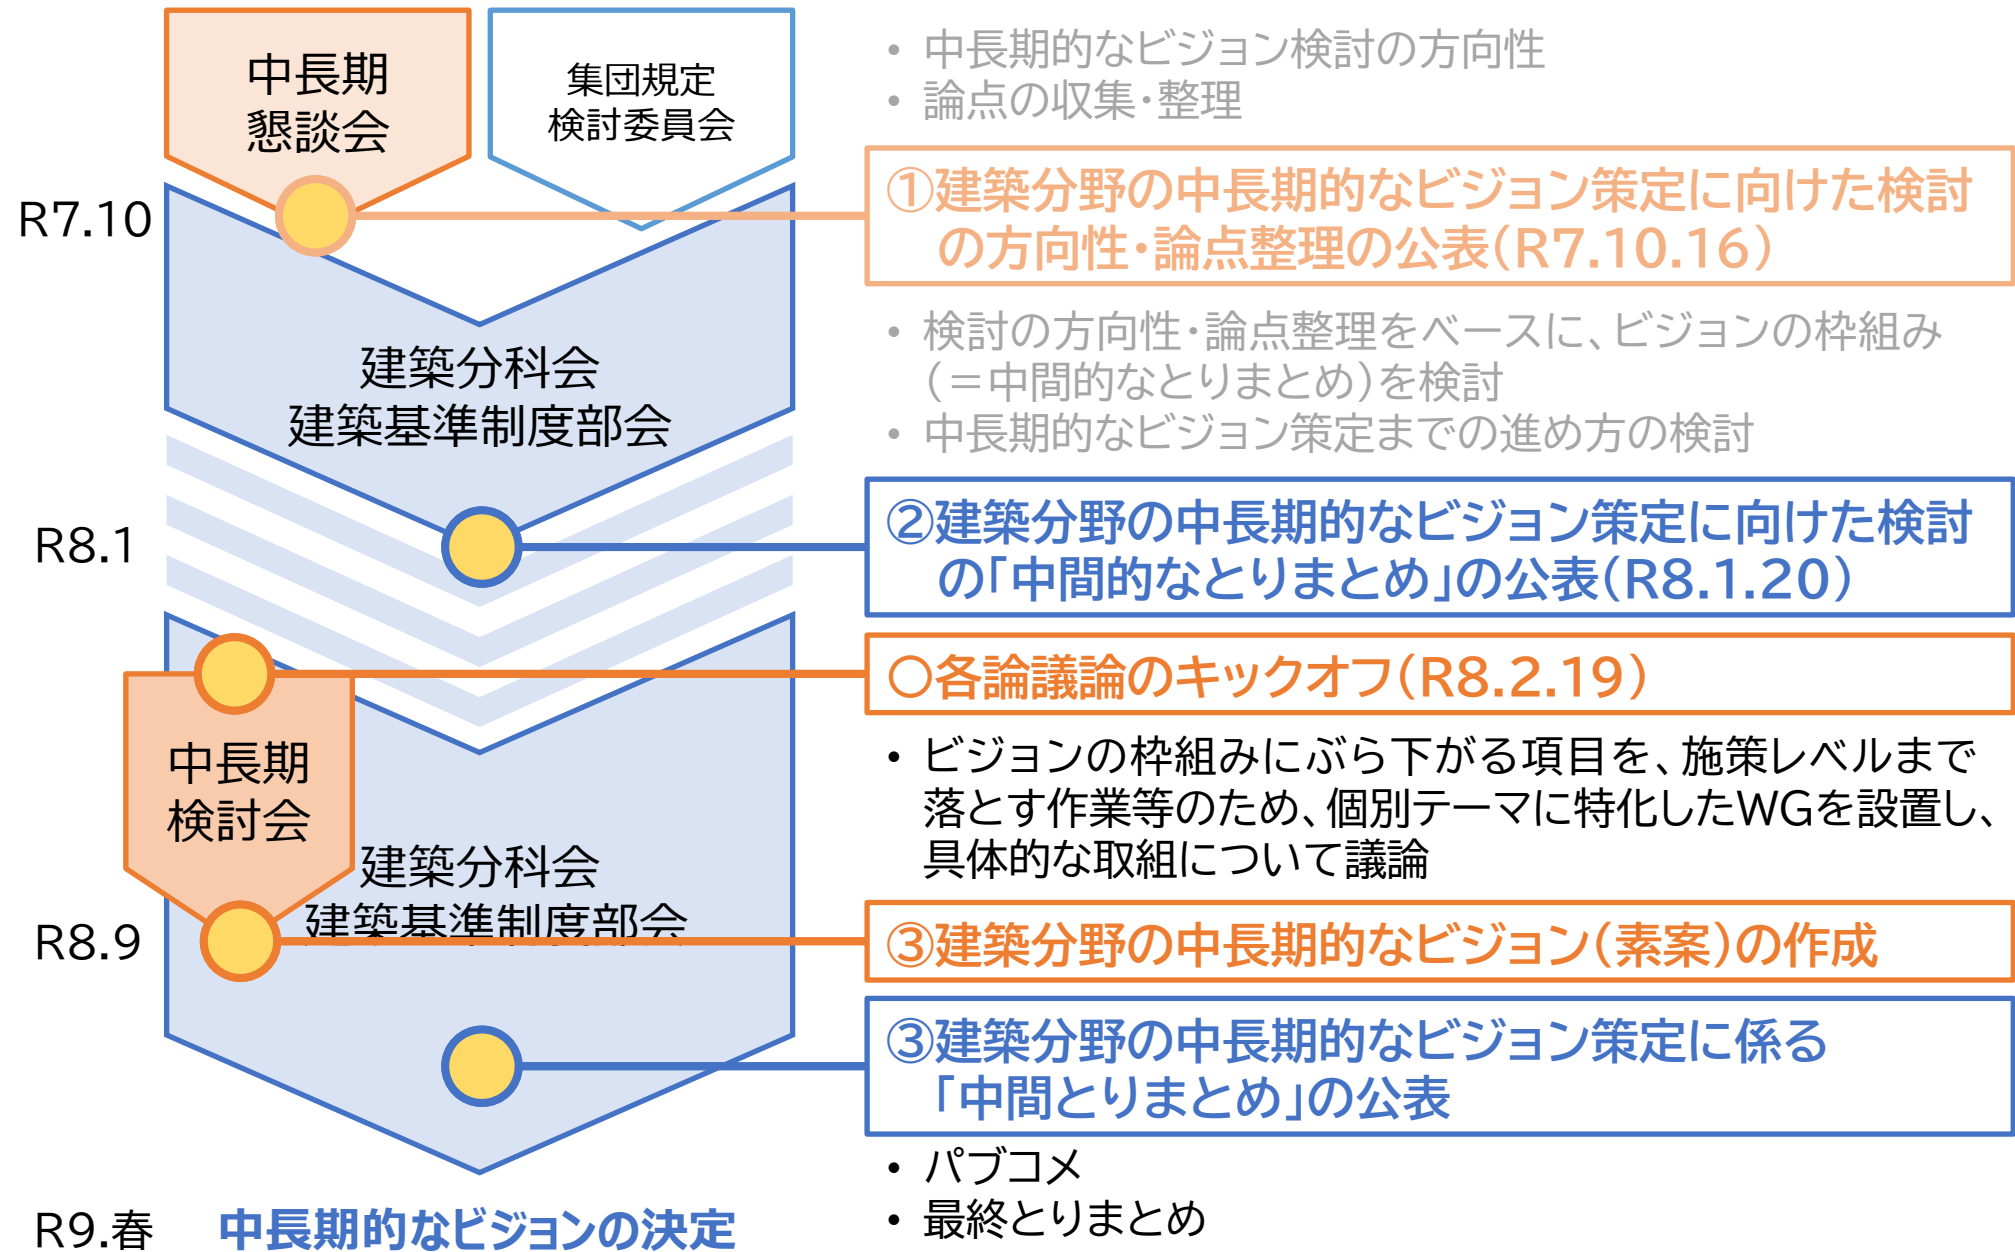 中長期
懇談会
集団規定
検討委員会
• 中長期的なビジョン検討の方向性
• 論点の収集・整理
R7.10
①建築分野の中長期的なビジョン策定に向けた検討
の方向性・論点整理の公表（R7.10.16）
• 検討の方向性・論点整理をベースに、ビジョンの枠組み
（＝中間的なとりまとめ）を検討
• 中長期的なビジョン策定までの進め方の検討
建築分科会
建築基準制度部会
R8.1
②建築分野の中長期的なビジョン策定に向けた検討
の「中間的なとりまとめ」の公表（R8.1.20）
〇各論議論のキックオフ（R8.2.19）
中長期
検討会
• ビジョンの枠組みにぶら下がる項目を、施策レベルまで
落とす作業等のため、個別テーマに特化したWGを設置し、
具体的な取組について議論
建築分科会
建築基準制度部会
R8.9
③建築分野の中長期的なビジョン（素案）の作成
③建築分野の中長期的なビジョン策定に係る
「中間とりまとめ」の公表
• パブコメ
• 最終とりまとめ
R9.春
中長期的なビジョンの決定